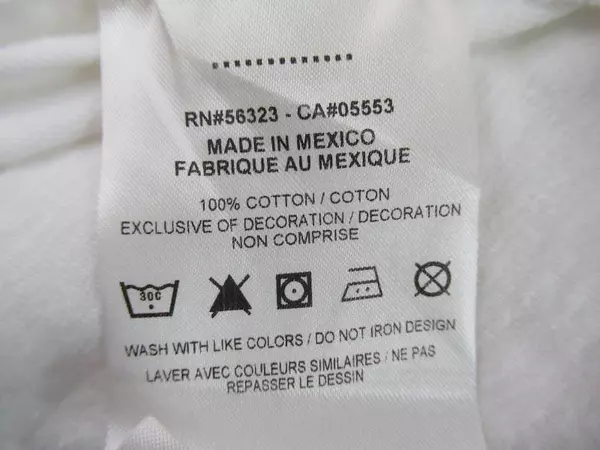 RN#56323 - CA#05553
MADE IN MEXICO
FABRIQUE AU MEXIQUE
100% COTTON / COTON
EXCLUSIVE OF DECORATION / DECORATION
NON COMPRISE
30C
WASH WITH LIKE COLORS / DO NOT IRON DESIGN
LAVER AVEC COULEURS SIMILAIRES / NE PAS
REPASSER LE DESSIN